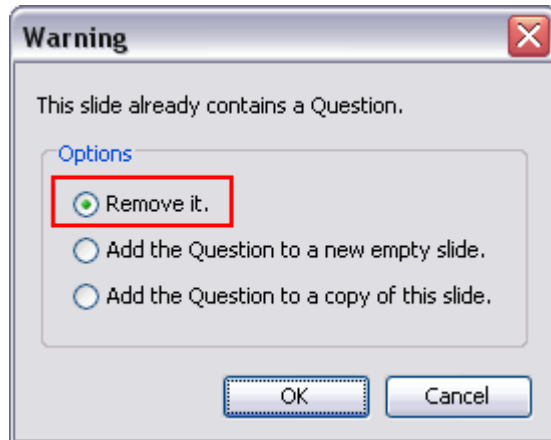 Warning
This slide already contains a Question.
Options
Remove it.
Add the Question to a new empty slide.
Add the Question to a copy of this slide.
OK Cancel